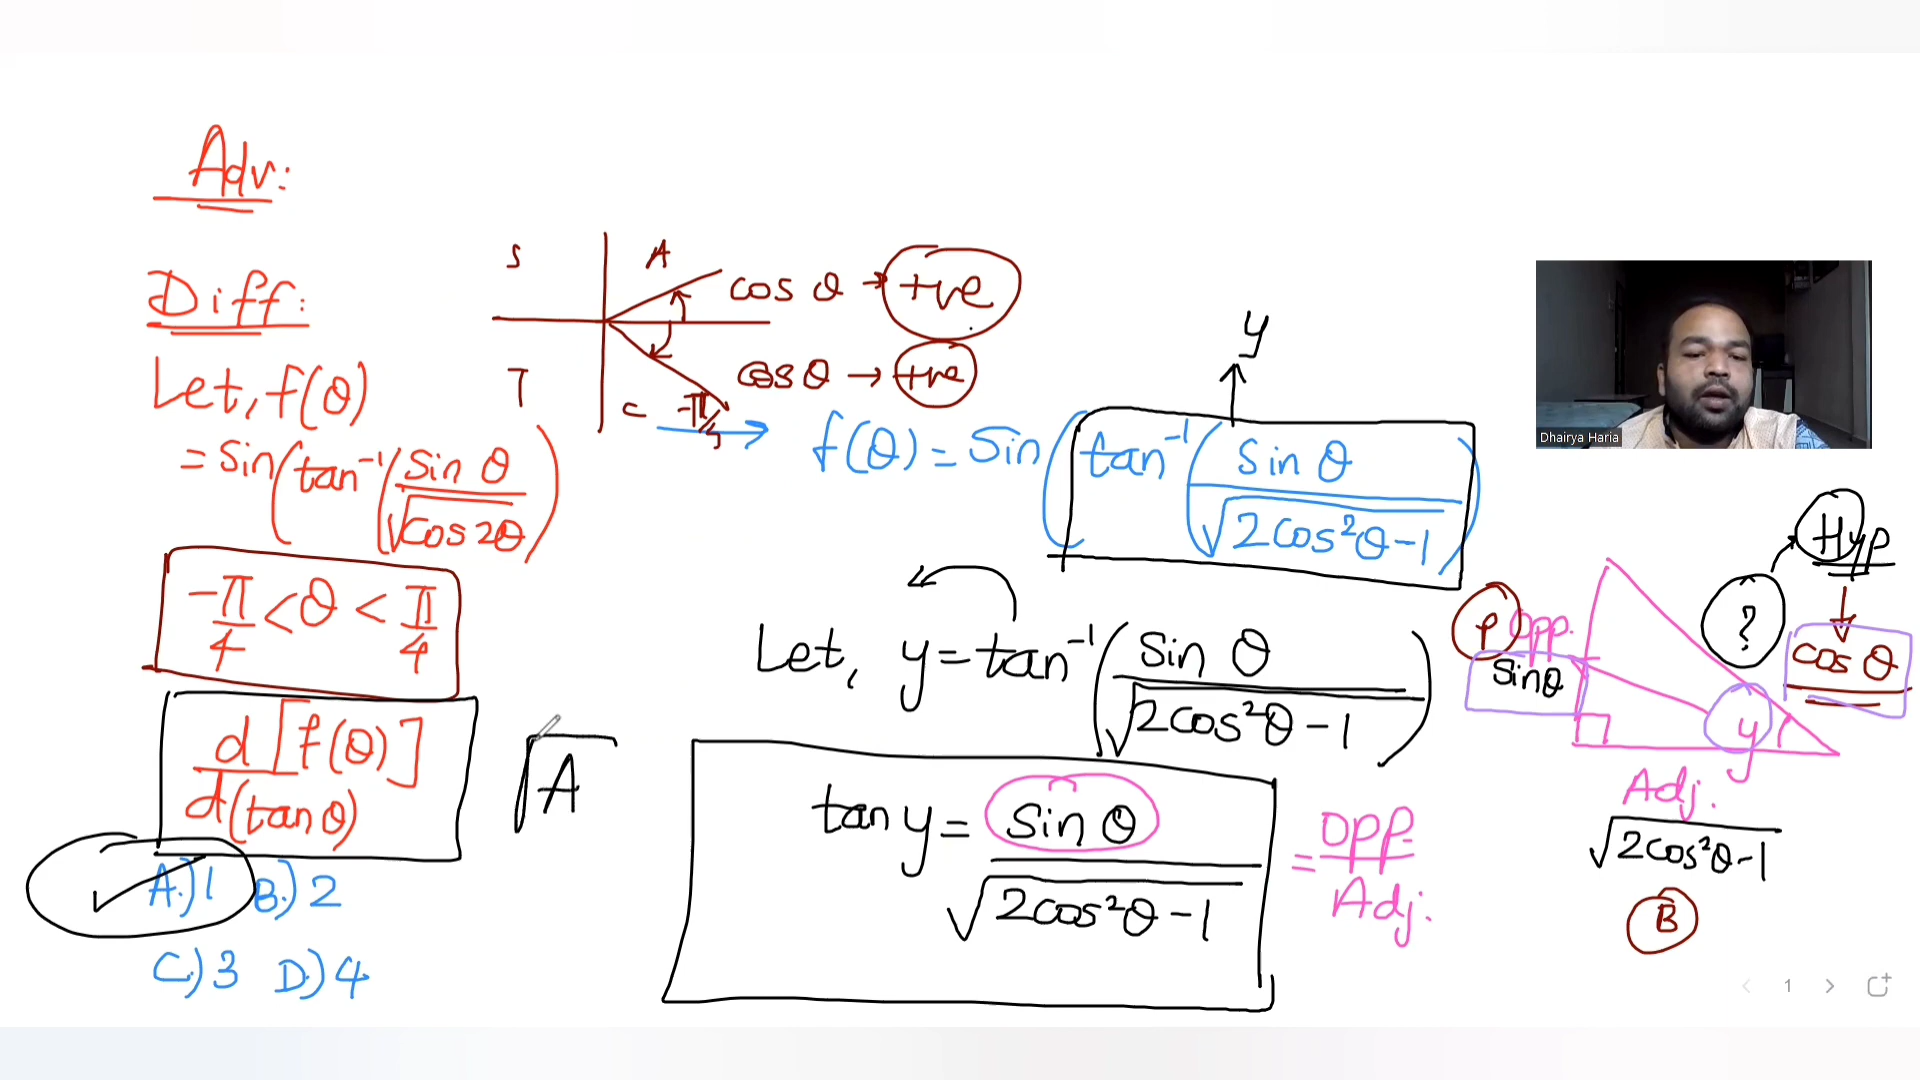 Adv:
Diff:
Let, f(θ)
= Sin(tan⁻¹(Sin θ/√cos 2θ)
-π/4 < θ < π/4
d[f(θ)]
d(tan θ)
A.) 1 B.) 2
C.) 3 D.) 4
√A
S A
T C
cos θ → +ve
cos θ → +ve
y
f(θ) = Sin(tan⁻¹(Sin θ/√2cos²θ-1)
Let, y = tan⁻¹(Sin θ/√2cos²θ-1)
tan y = Sin θ/√2cos²θ-1 = Opp./Adj.
Hyp
?
cos θ
P Opp.
Sinθ
y
Adj.
√2cos²θ-1
B
Dhairya Haria
1